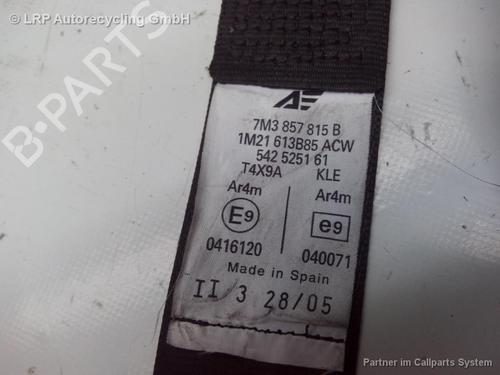 © LRP Autorecycling GmbH
AE
7M3 857 815 B
1M21 613B85 ACW
542 5251 61
T4X9A KLE
Ar4m Ar4m
E9 e9
0416120 040071
Made in Spain
II 3 28/05
Partner im Callparts System